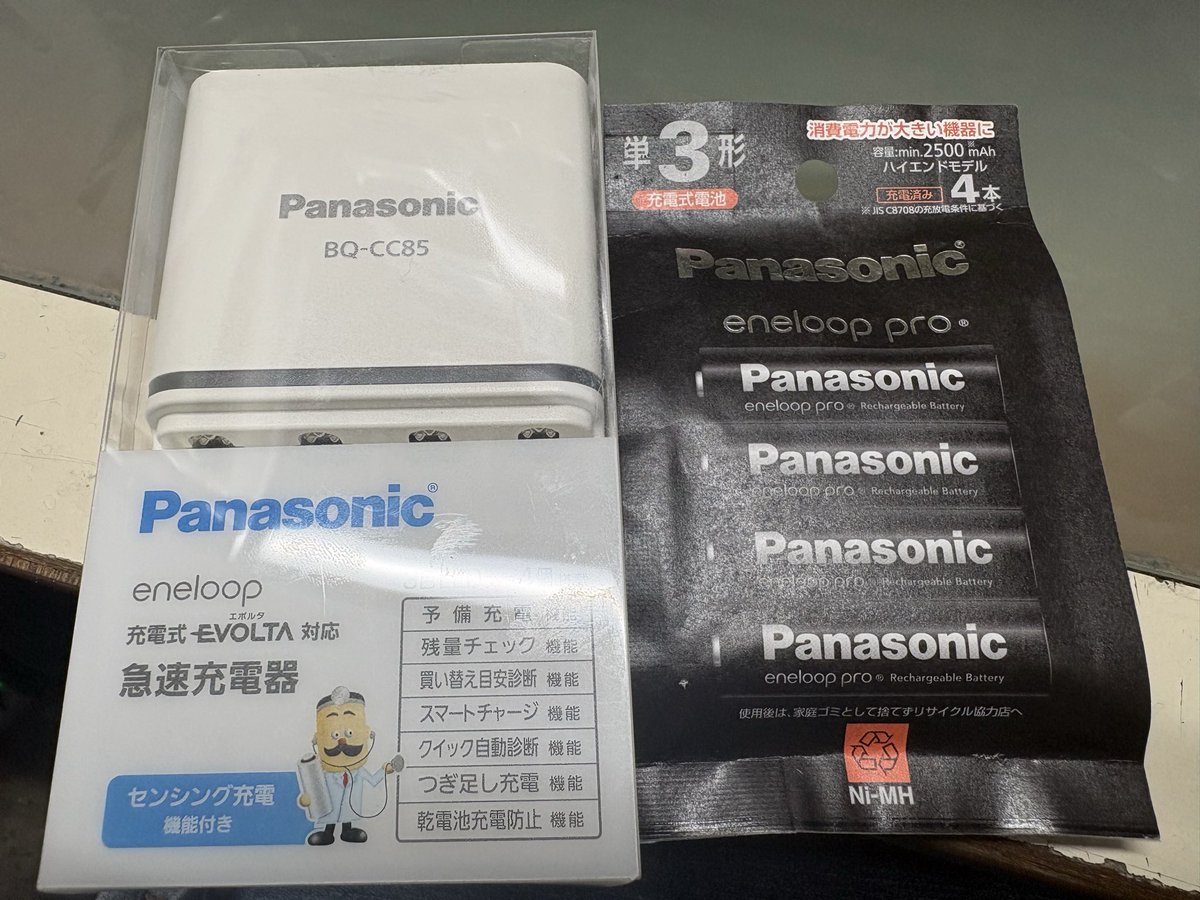 Panasonic
BQ-CC85
Panasonic®
eneloop
エボルタ
充電式 EVOLTA 対応
急速充電器
センシング充電
機能付き
予備充電 機能
残量チェック 機能
買い替え目安診断 機能
スマートチャージ 機能
クイック自動診断 機能
つぎ足し充電 機能
乾電池充電防止 機能
単3形
充電式電池
消費電力が大きい機器に
容量:min.2500※mAh
ハイエンドモデル
充電済み 4本
※JIS C8708の充放電条件に基づく
Panasonic®
eneloop pro®
Panasonic
eneloop pro® Rechargeable Battery
Panasonic
eneloop pro® Rechargeable Battery
Panasonic
eneloop pro® Rechargeable Battery
Panasonic
eneloop pro® Rechargeable Battery
使用後は、家庭ゴミとして捨てずリサイクル協力店へ
Ni-MH